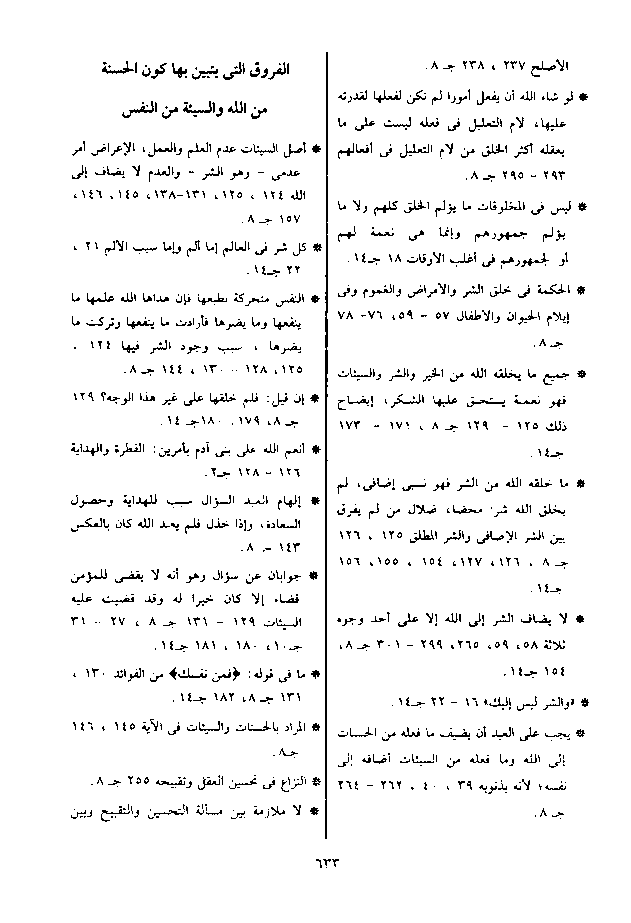 الأصلح ٢٣٧ ، ٢٣٨ جـ ٨.
* لو شاء الله أن يفعل أمورا لم تكن لفعلها لقدرته
عليها، لام التعليل فى فعله ليست على ما
يعقله أكثر الخلق من لام التعليل فى أفعالهم
٢٩٣ – ٢٩٥ جـ ٨.
* ليس فى المخلوقات ما يؤلم الخلق كلهم ولا ما
يؤلم جمهورهم وإنما هى نعمة لهم
أو لجمهورهم فى أغلب الأوقات ١٨ جـ١٤.
* الحكمة فى خلق الشر والأمراض والغموم وفى
إيلام الحيوان والأطفال ٥٧ – ٥٩، ٧٦- ٧٨
جـ ٨.
* جميع ما يخلقه الله من الخير والشر والسيئات
فهو نعمة يستحق عليها الشكر، إيضاح
ذلك ١٢٥ – ١٢٩ جـ ٨ ، ١٧١ – ١٧٣
جـ١٤.
* ما خلقه الله من الشر فهو نسبى إضافى، لم
يخلق الله شرا محضا، ضلال من لم يفرق
بين الشر الإضافى والشر المطلق ١٢٥ ، ١٢٦
جـ ٨ ، ١٢٦، ١٢٧، ١٥٤ ، ١٥٥، ١٥٦
جـ١٤.
* لا يضاف الشر إلى الله إلا على أحد وجوه
ثلاثة ٥٨، ٥٩، ٢٦٥، ٢٩٩ – ٣٠١ جـ ٨،
١٥٤ جـ١٤.
* «والشر ليس إليك» ١٦ – ٢٢ جـ١٤.
* يجب على العبد أن يضيف ما فعله من الحسنات
إلى الله وما فعله من السيئات أضافه إلى
نفسه؛ لأنه بذنوبه ٣٩ ، ٤٠ ، ٢٦٢ – ٢٦٤
جـ ٨.
الفروق التى يتبين بها كون الحسنة
من الله والسيئة من النفس
* أصل السيئات عدم العلم والعمل، الإعراض أمر
عدمى – وهو الشر – والعدم لا يضاف إلى
الله ١٢٤ ، ١٢٥، ١٣١–١٣٨، ١٤٥، ١٤٦،
١٥٧ جـ ٨.
* كل شر فى العالم إما ألم وإما سبب الألم ٢١ ،
٢٢ جـ١٤.
* النفس متحركة بطبعها فإن هداها الله علمها ما
ينفعها وما يضرها فأرادت ما ينفعها وتركت ما
يضرها ، سبب وجود الشر فيها ١٢٤ ،
١٢٥، ١٢٨ – ١٣٠ ، ١٤٤ جـ ٨.
* إن قيل: فلم خلقها على غير هذا الوجه؟ ١٢٩
جـ ٨، ١٧٩، ١٨٠ جـ١٤.
* أنعم الله على بنى آدم بأمرين: الفطرة والهداية
١٢٦ – ١٢٨ جـ٢.
* إلهام العبد السؤال سبب للهداية وحصول
السعادة، وإذا خذل فلم يعبد الله كان بالعكس
١٤٣ جـ ٨.
* جوابان عن سؤال وهو أنه لا يقضى للمؤمن
قضاء إلا كان خيرا له وقد قضيت عليه
السيئات ١٢٩ – ١٣١ جـ ٨ ، ٢٧ – ٣١
جـ١٠، ١٨٠ ، ١٨١ جـ١٤.
* ما فى قوله: ﴿فمن نفسك﴾ من الفوائد ١٣٠ ،
١٣١ جـ ٨، ١٨٢ جـ١٤.
* المراد بالحسنات والسيئات فى الآية ١٤٥ ، ١٤٦
جـ٨.
* النزاع فى تحسين العقل وتقبيحه ٢٥٥ جـ ٨.
* لا ملازمة بين مسألة التحسين والتقبيح وبين
٦٣٣